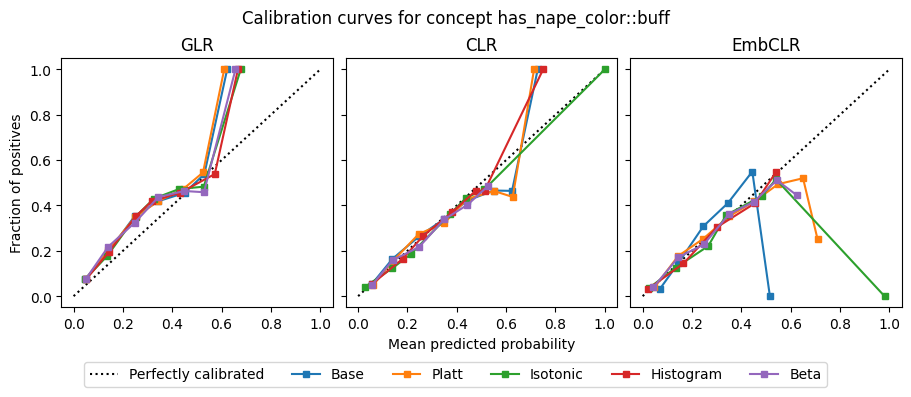 Calibration curves for concept has_nape_color::buff
GLR
CLR
EmbCLR
Fraction of positives
1.0
0.8
0.6
0.4
0.2
0.0
0.0 0.2 0.4 0.6 0.8 1.0
0.0 0.2 0.4 0.6 0.8 1.0
0.0 0.2 0.4 0.6 0.8 1.0
Mean predicted probability
Perfectly calibrated Base Platt Isotonic Histogram Beta